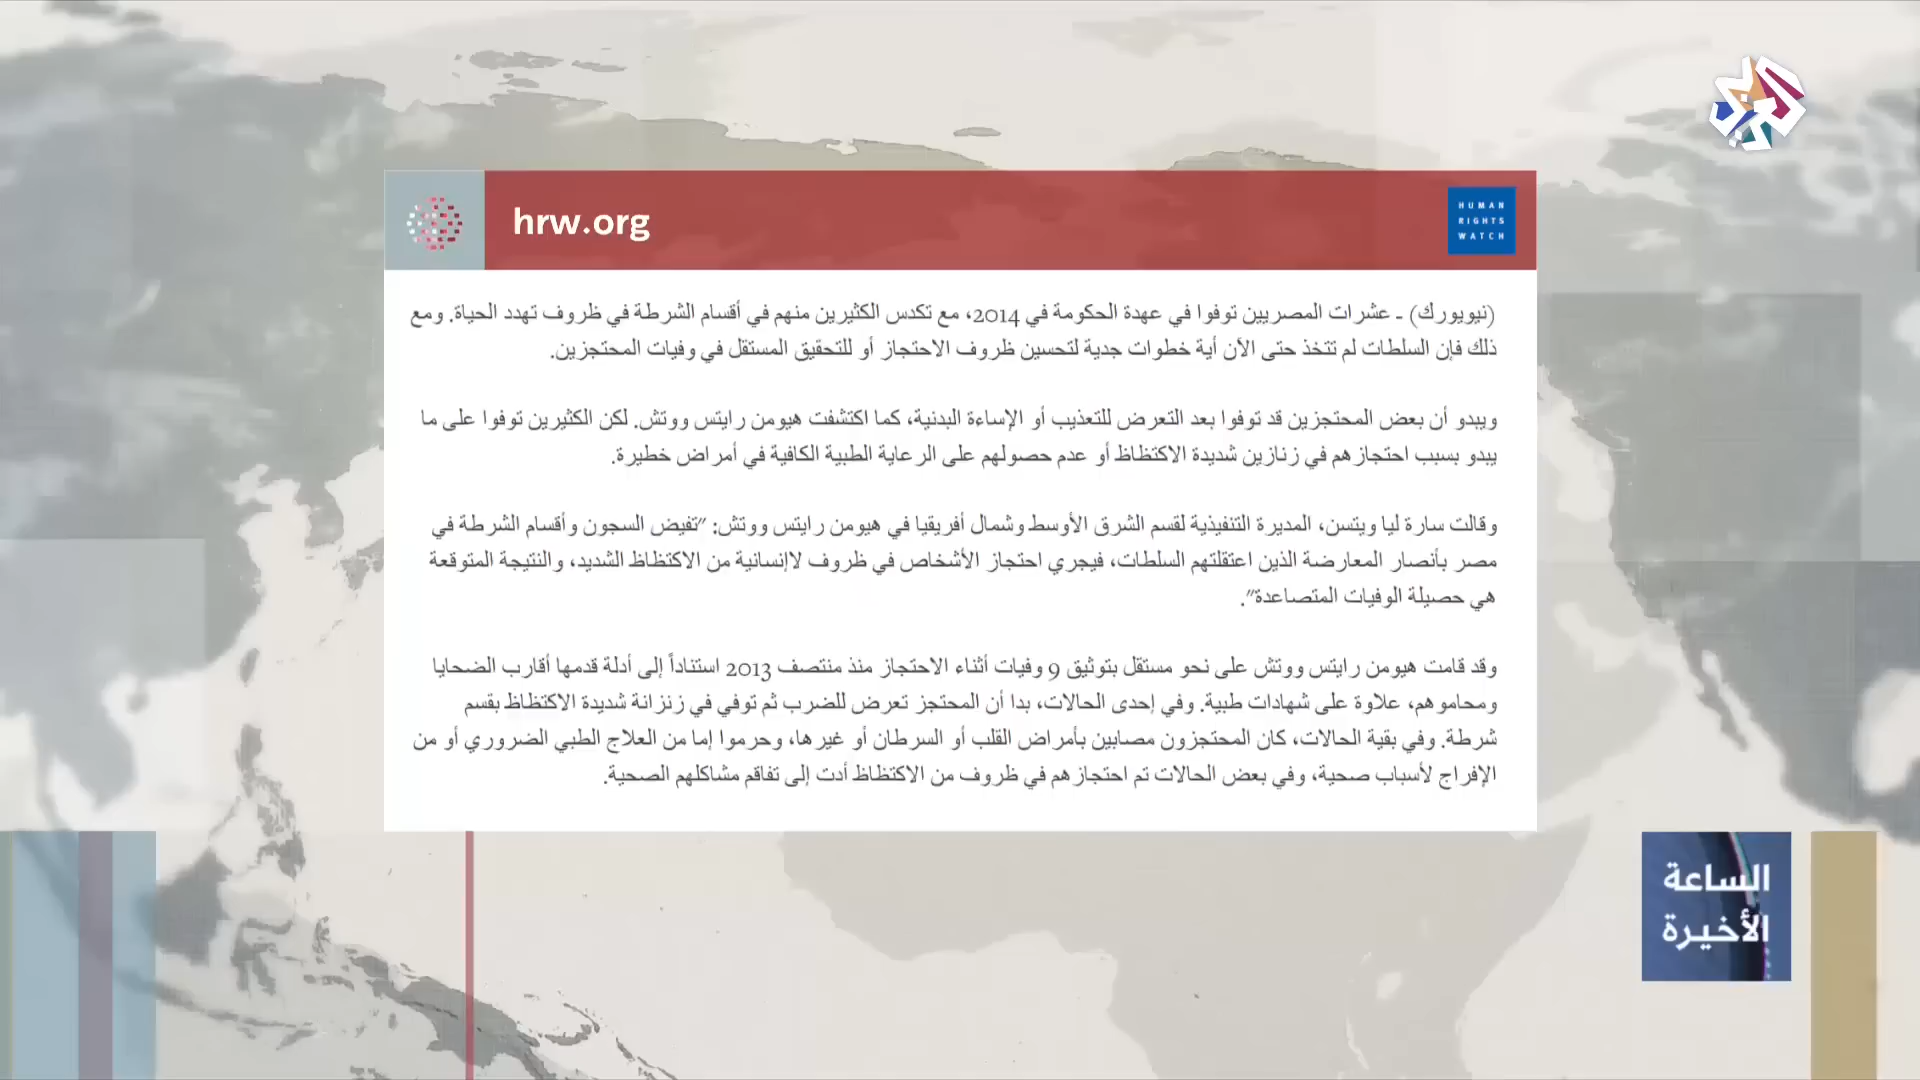 العربي
hrw.org
HUMAN
RIGHTS
WATCH
(نيويورك) ـ عشرات المصريين توفوا في عهدة الحكومة في 2014، مع تكدس الكثيرين منهم في أقسام الشرطة في ظروف تهدد الحياة. ومع
ذلك فإن السلطات لم تتخذ حتى الآن أية خطوات جدية لتحسين ظروف الاحتجاز أو للتحقيق المستقل في وفيات المحتجزين.
ويبدو أن بعض المحتجزين قد توفوا بعد التعرض للتعذيب أو الإساءة البدنية، كما اكتشفت هيومن رايتس ووتش. لكن الكثيرين توفوا على ما
يبدو بسبب احتجازهم في زنازين شديدة الاكتظاظ أو عدم حصولهم على الرعاية الطبية الكافية في أمراض خطيرة.
وقالت سارة ليا ويتسن، المديرة التنفيذية لقسم الشرق الأوسط وشمال أفريقيا في هيومن رايتس ووتش: "تفيض السجون وأقسام الشرطة في
مصر بأنصار المعارضة الذين اعتقلتهم السلطات، فيجري احتجاز الأشخاص في ظروف لاإنسانية من الاكتظاظ الشديد، والنتيجة المتوقعة
هي حصيلة الوفيات المتصاعدة".
وقد قامت هيومن رايتس ووتش على نحو مستقل بتوثيق 9 وفيات أثناء الاحتجاز منذ منتصف 2013 استناداً إلى أدلة قدمها أقارب الضحايا
ومحاموهم، علاوة على شهادات طبية. وفي إحدى الحالات، بدا أن المحتجز تعرض للضرب ثم توفي في زنزانة شديدة الاكتظاظ بقسم
شرطة. وفي بقية الحالات، كان المحتجزون مصابين بأمراض القلب أو السرطان أو غيرها، وحرموا إما من العلاج الطبي الضروري أو من
الإفراج لأسباب صحية، وفي بعض الحالات تم احتجازهم في ظروف من الاكتظاظ أدت إلى تفاقم مشاكلهم الصحية.
الساعة
الأخيرة